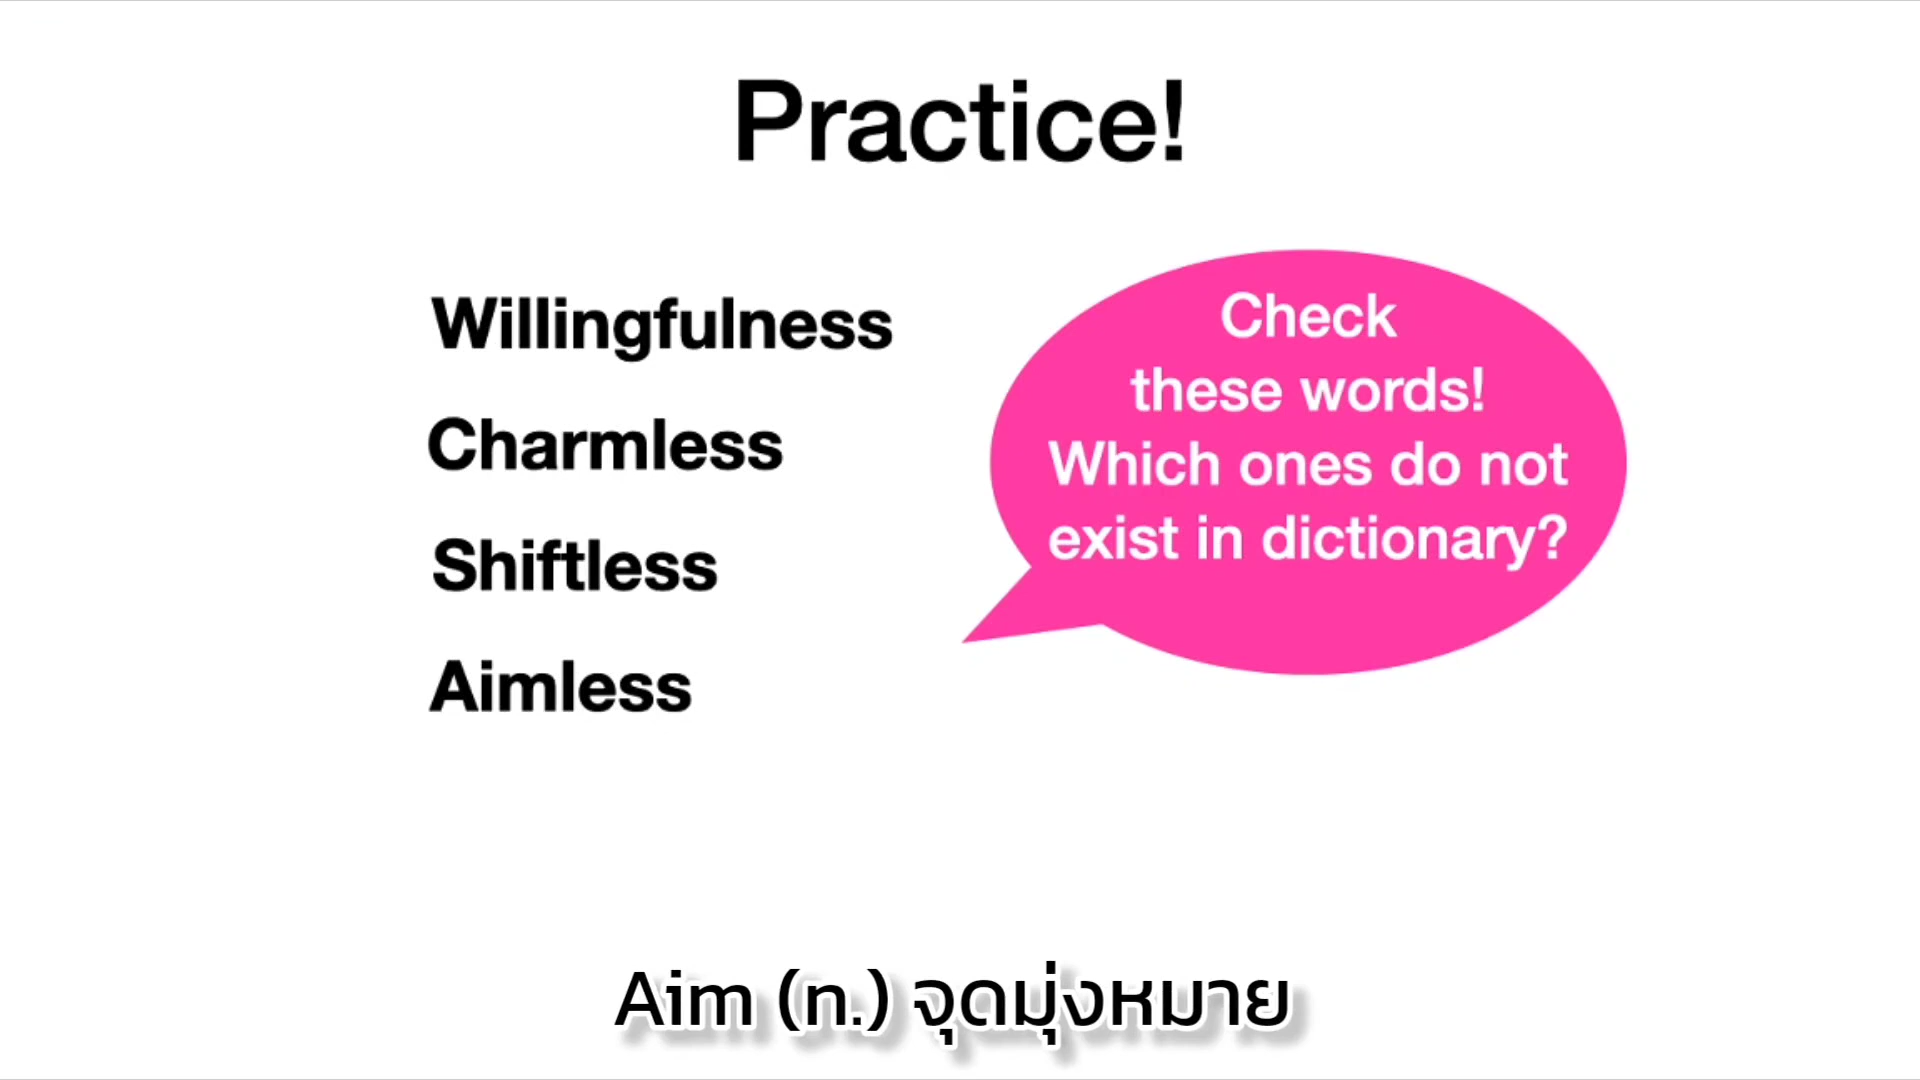 Practice!
Willingfulness
Charmless
Shiftless
Aimless
Check
these words!
Which ones do not
exist in dictionary?
Aim (n.) จุดมุ่งหมาย